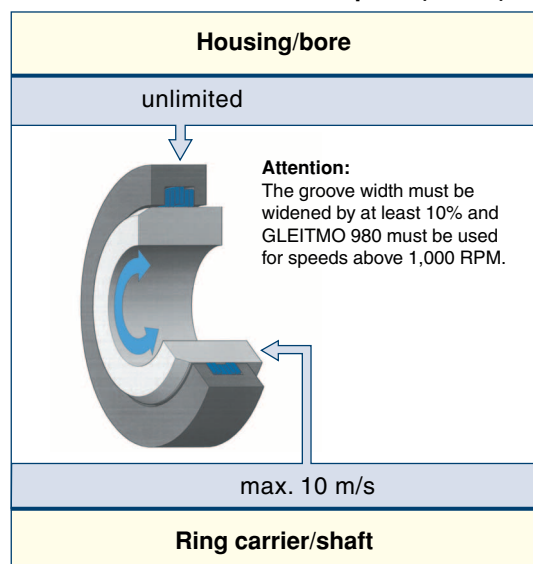 Housing/bore
unlimited
Attention:
The groove width must be
widened by at least 10% and
GLEITMO 980 must be used
for speeds above 1,000 RPM.
max. 10 m/s
Ring carrier/shaft